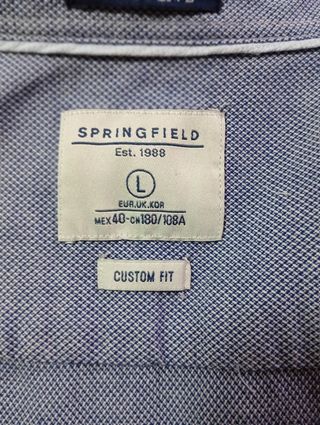 SPRINGFIELD
Est. 1988
L
EUR.UK.KOR
MEX40-CN180/108A
CUSTOM FIT